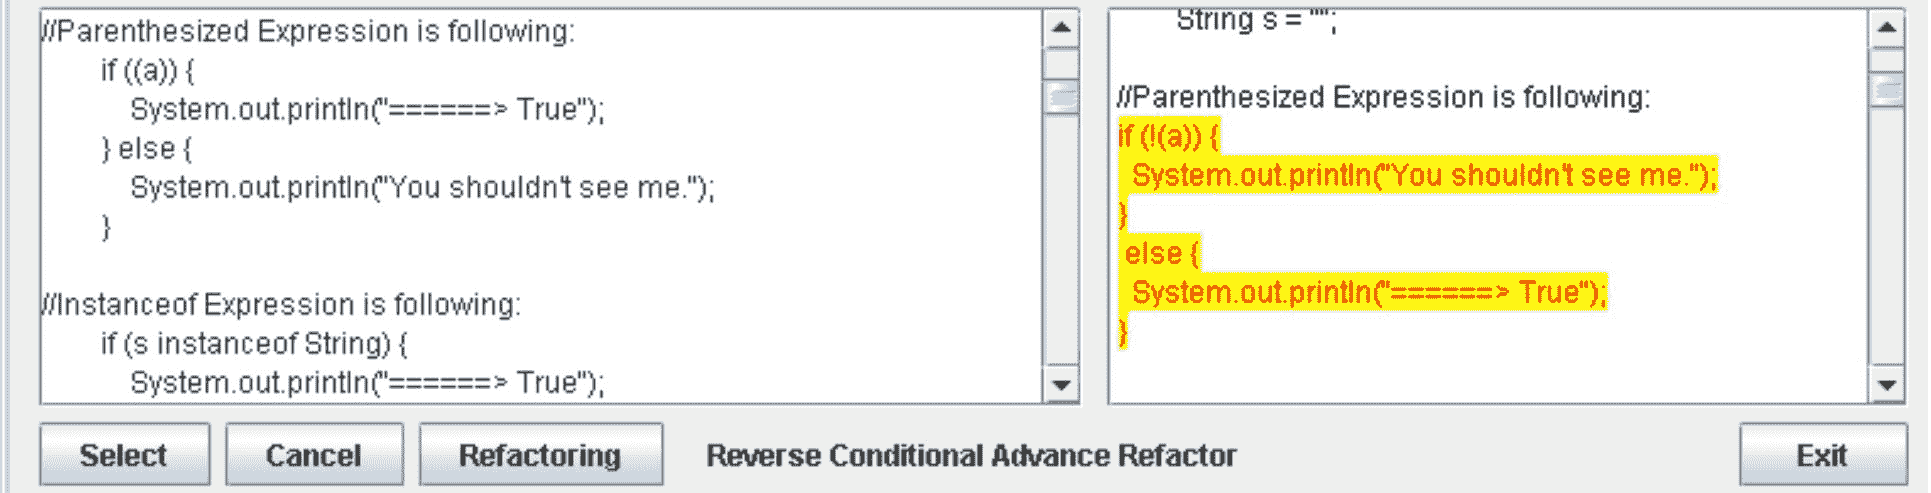 //Parenthesized Expression is following:
if ((a)) {
System.out.println("======> True");
} else {
System.out.println("You shouldn't see me.");
}
//Instanceof Expression is following:
if (s instanceof String) {
System.out.println("======> True");
String s = "";
//Parenthesized Expression is following:
if (!(a)) {
System.out.println("You shouldn't see me.");
}
else {
System.out.println("======> True");
}
Select Cancel Refactoring Reverse Conditional Advance Refactor Exit